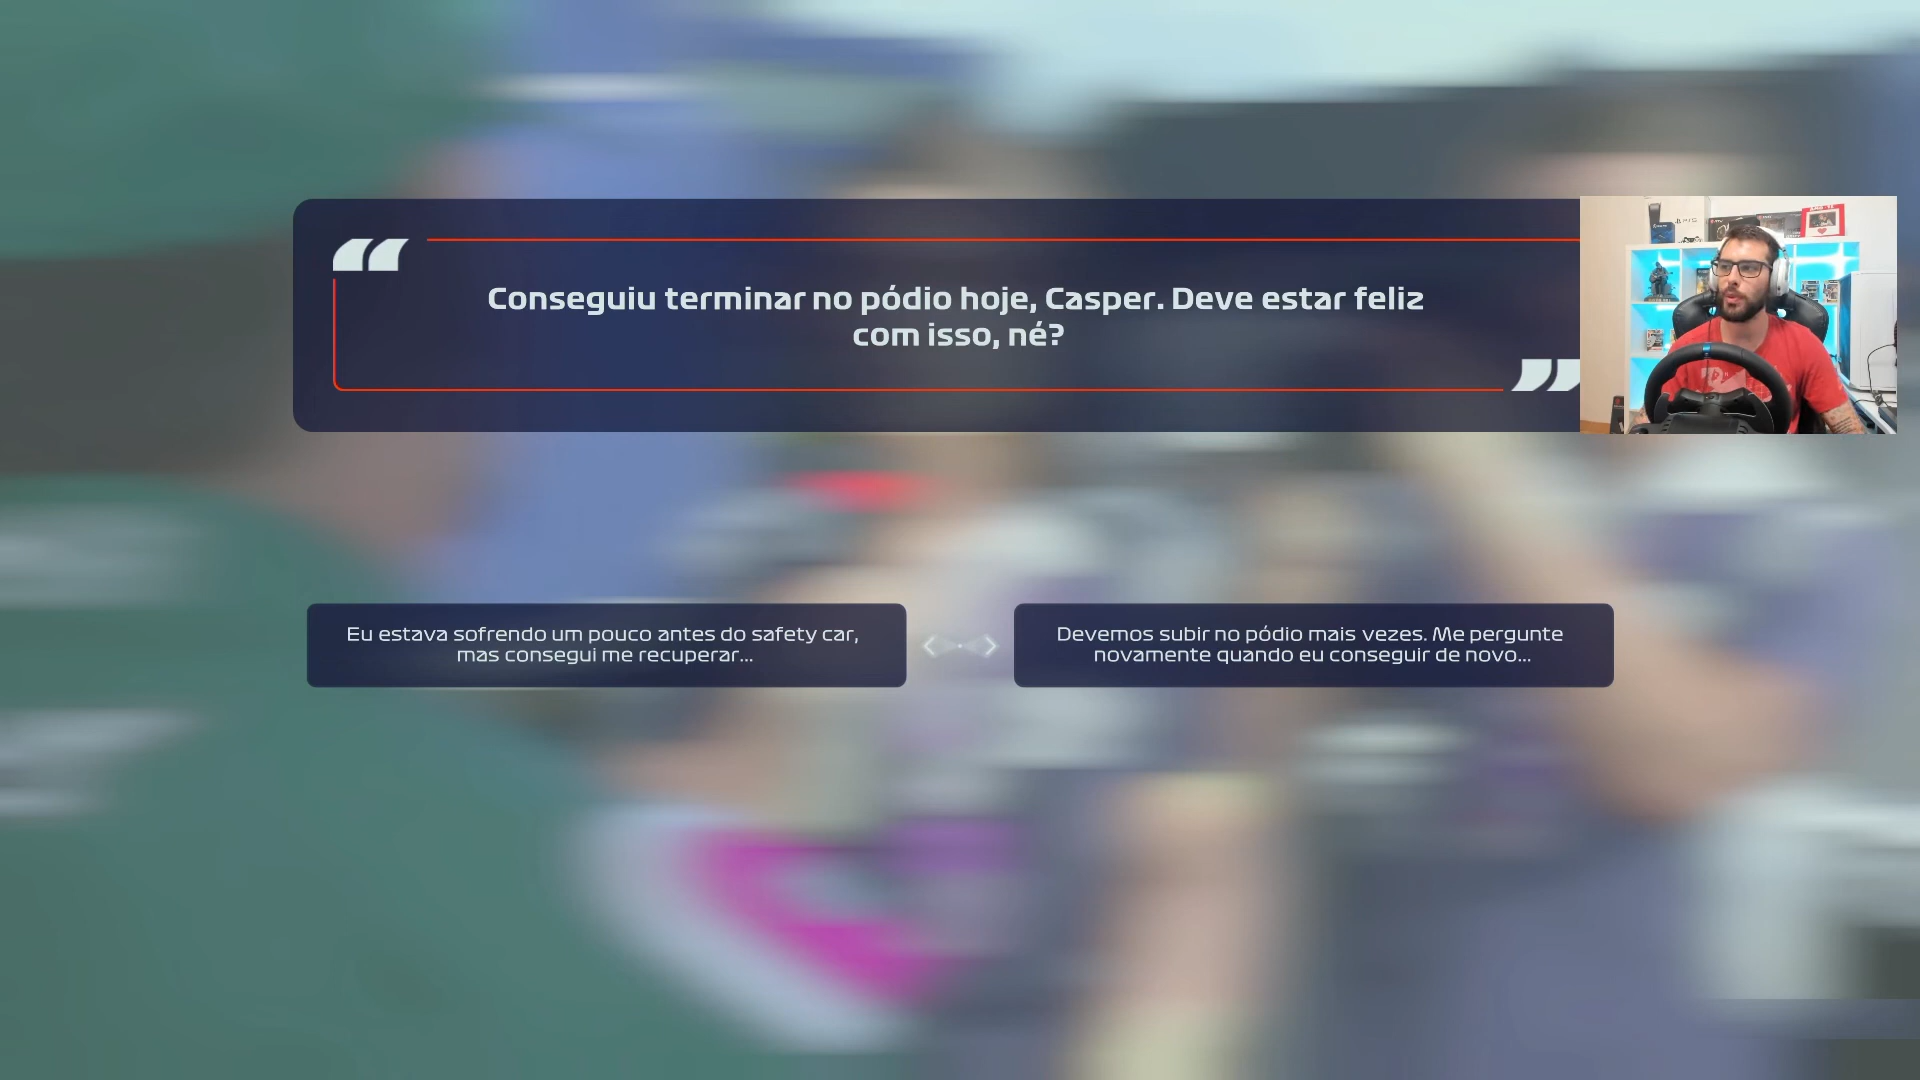 Conseguiu terminar no pódio hoje, Casper. Deve estar feliz
com isso, né?
Eu estava sofrendo um pouco antes do safety car,
mas consegui me recuperar...
Devemos subir no pódio mais vezes. Me pergunte
novamente quando eu conseguir de novo...